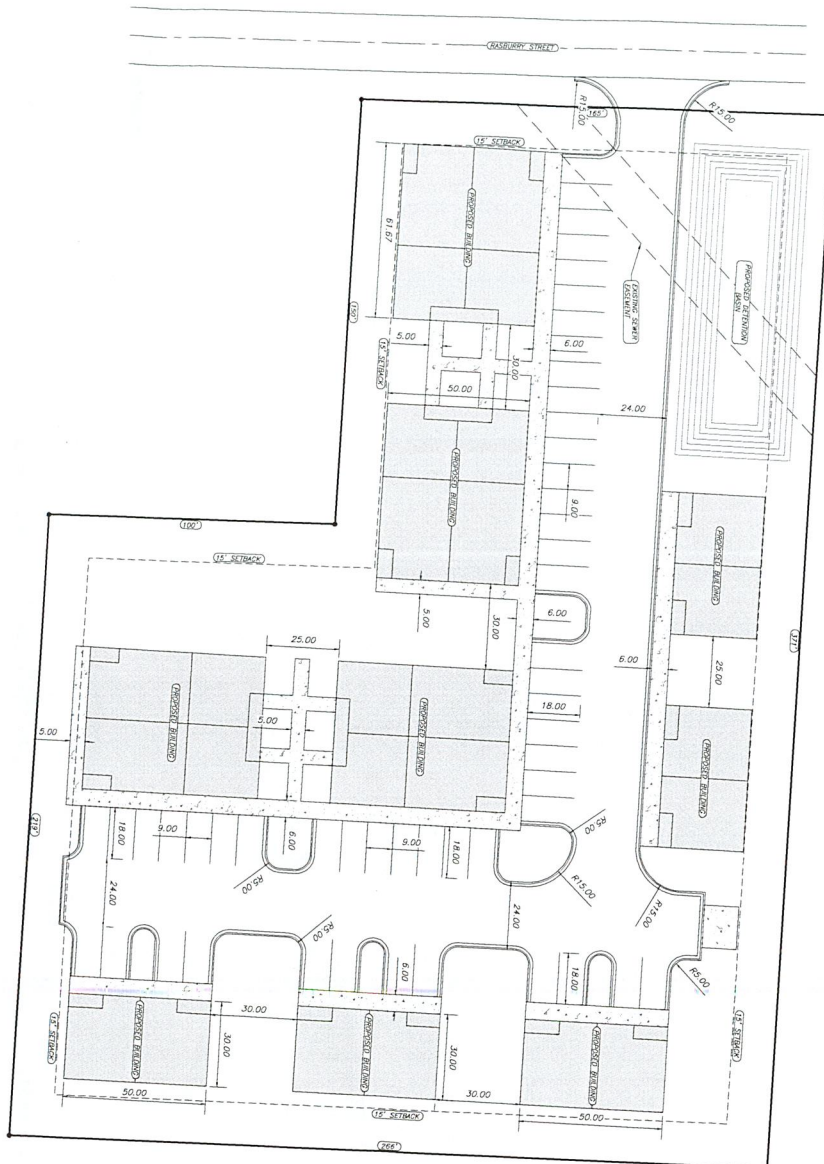 RASBURRY STREET
R15.00
165'
R15.00
15' SETBACK
PROPOSED BUILDING
61.67
PROPOSED DETENTION
BASIN
EXISTING SEWER
EASEMENT
150'
15' SETBACK
5.00
30.00
6.00
50.00
24.00
PROPOSED BUILDING
9.00
PROPOSED BUILDING
371'
100'
15' SETBACK
5.00
30.00
6.00
25.00
6.00
25.00
18.00
PROPOSED BUILDING
5.00
PROPOSED BUILDING
PROPOSED BUILDING
5.00
219'
18.00
9.00
6.00
9.00
18.00
R5.00
R5.00
R15.00
24.00
24.00
R15.00
R5.00
6.00
18.00
R5.00
15' SETBACK
PROPOSED BUILDING
30.00
30.00
PROPOSED BUILDING
30.00
PROPOSED BUILDING
15' SETBACK
50.00
30.00
50.00
15' SETBACK
266'